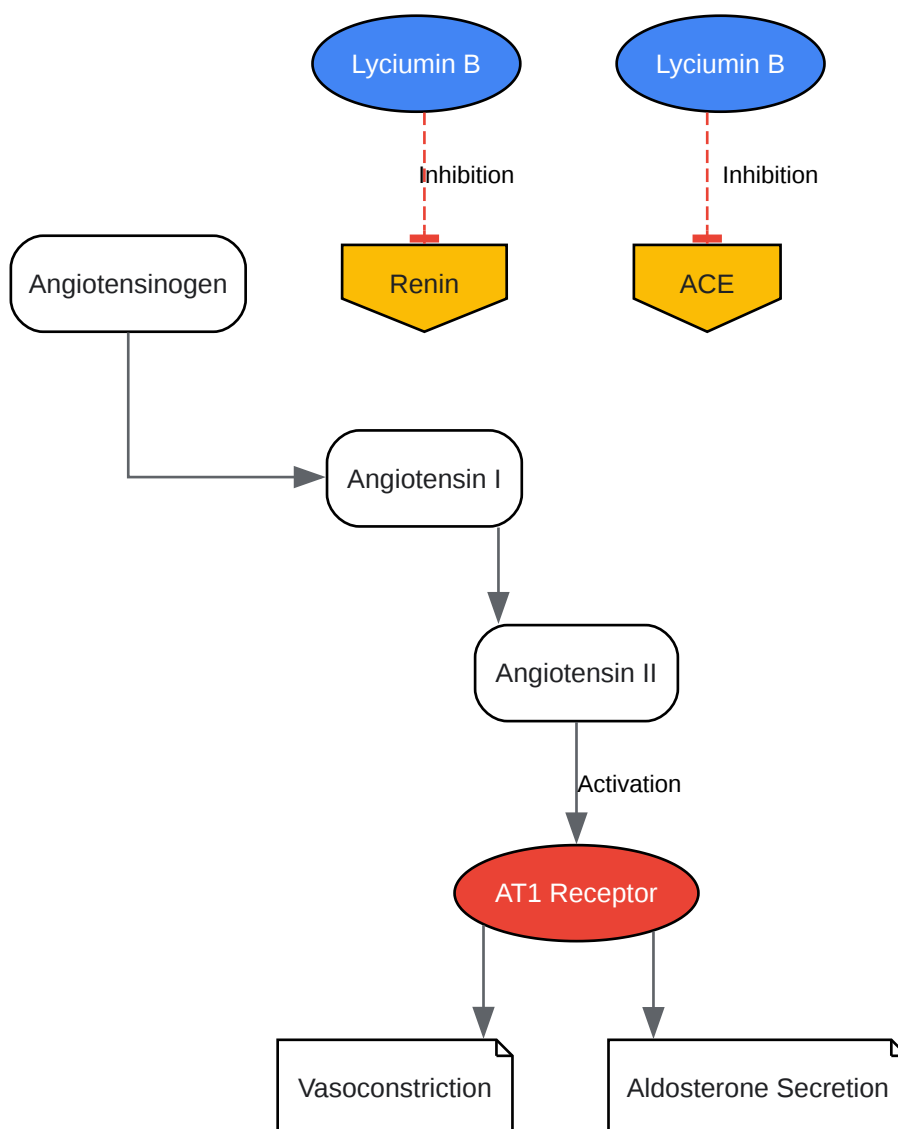 Lyciumin B
Lyciumin B
Inhibition
Inhibition
Angiotensinogen
Renin
ACE
Angiotensin I
Angiotensin II
Activation
AT1 Receptor
Vasoconstriction
Aldosterone Secretion